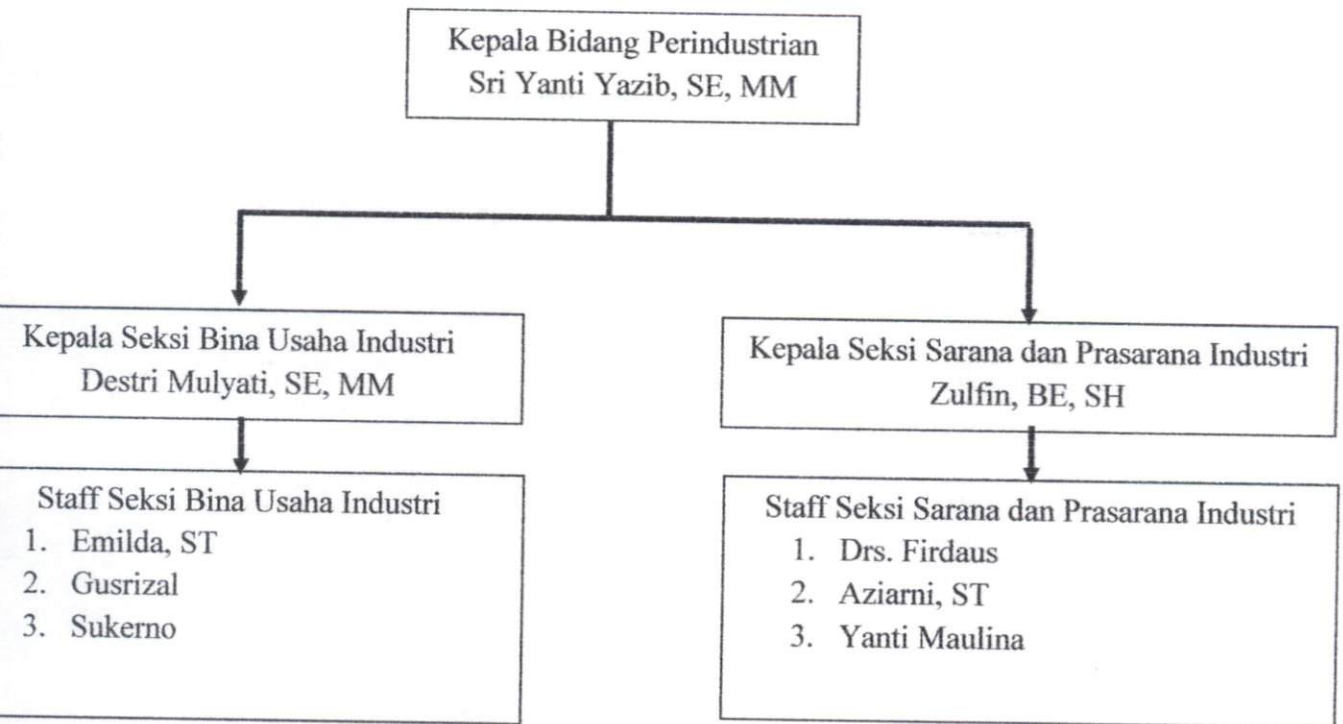 Kepala Bidang Perindustrian
Sri Yanti Yazib, SE, MM
Kepala Seksi Bina Usaha Industri
Destri Mulyati, SE, MM
Kepala Seksi Sarana dan Prasarana Industri
Zulfin, BE, SH
Staff Seksi Bina Usaha Industri
1. Emilda, ST
2. Gusrizal
3. Sukerno
Staff Seksi Sarana dan Prasarana Industri
1. Drs. Firdaus
2. Aziarni, ST
3. Yanti Maulina